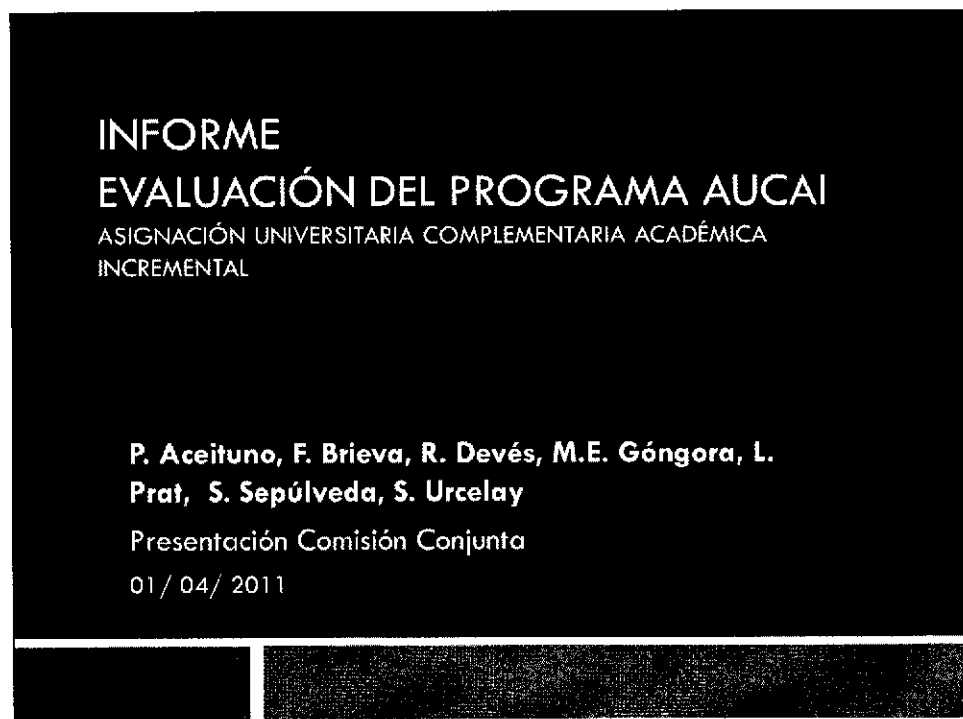 INFORME
EVALUACIÓN DEL PROGRAMA AUCAI
ASIGNACIÓN UNIVERSITARIA COMPLEMENTARIA ACADÉMICA
INCREMENTAL
P. Aceituno, F. Brieva, R. Devés, M.E. Góngora, L.
Prat, S. Sepúlveda, S. Urcelay
Presentación Comisión Conjunta
01/ 04/ 2011